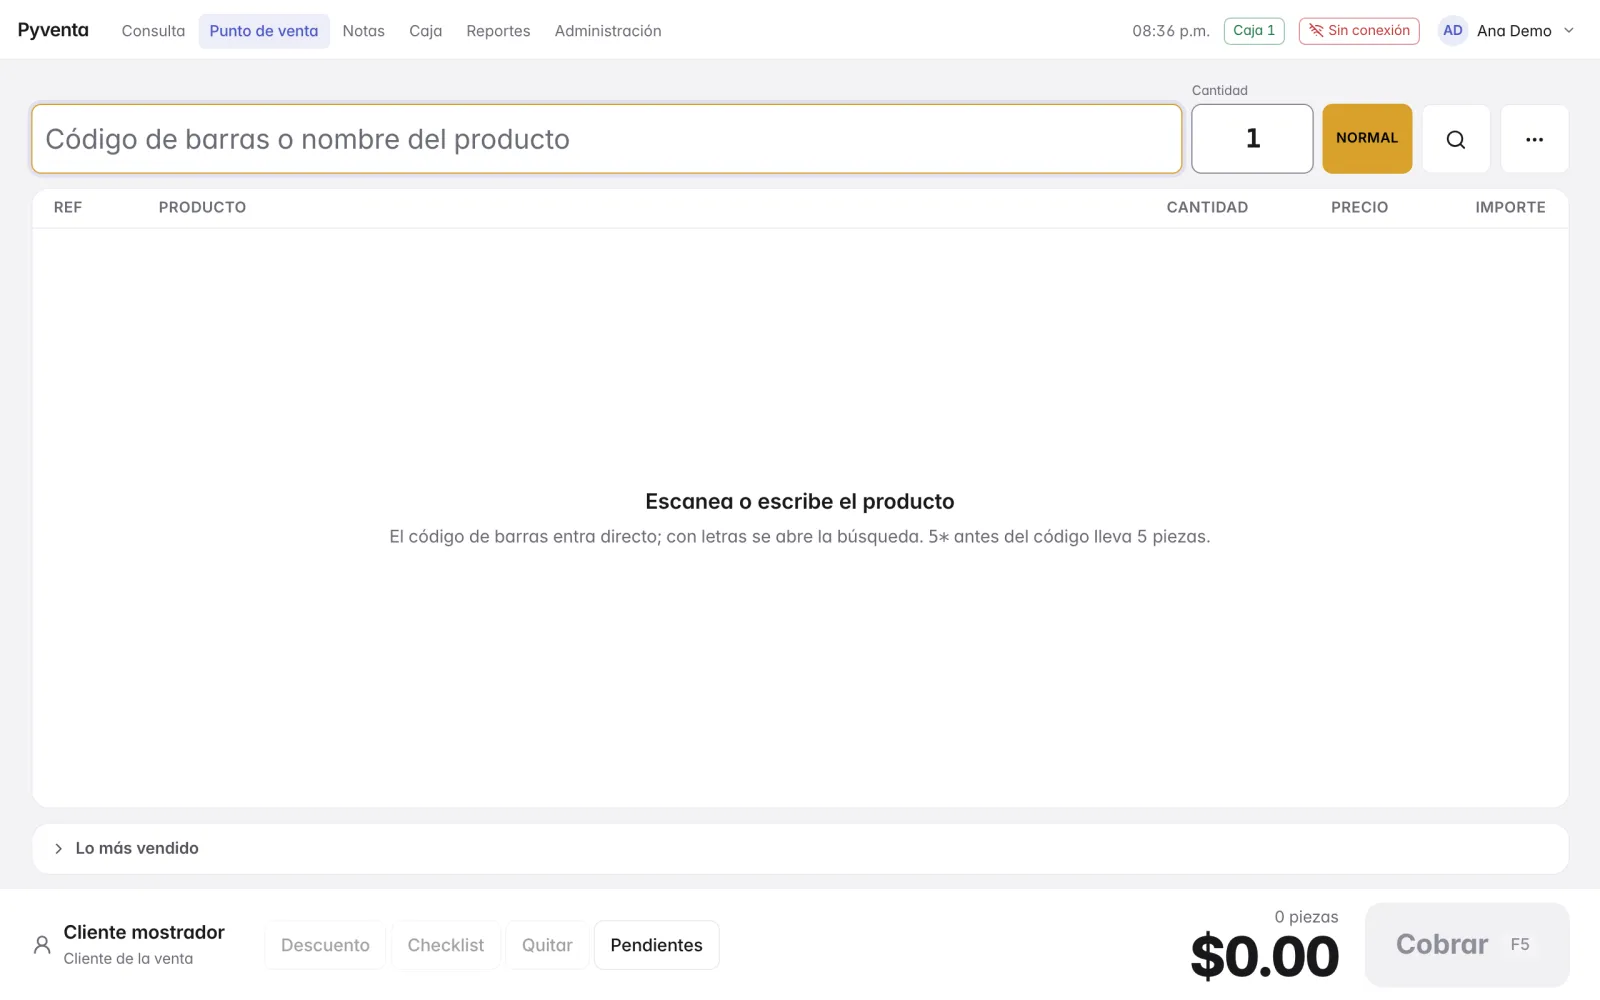 Pyventa
Consulta
Punto de venta
Notas
Caja
Reportes
Administración
08:36 p.m.
Caja 1
Sin conexión
AD
Ana Demo
Cantidad
Código de barras o nombre del producto
1
NORMAL
REF
PRODUCTO
CANTIDAD
PRECIO
IMPORTE
Escanea o escribe el producto
El código de barras entra directo; con letras se abre la búsqueda. 5* antes del código lleva 5 piezas.
Lo más vendido
Cliente mostrador
Cliente de la venta
Descuento
Checklist
Quitar
Pendientes
0 piezas
$0.00
Cobrar
F5